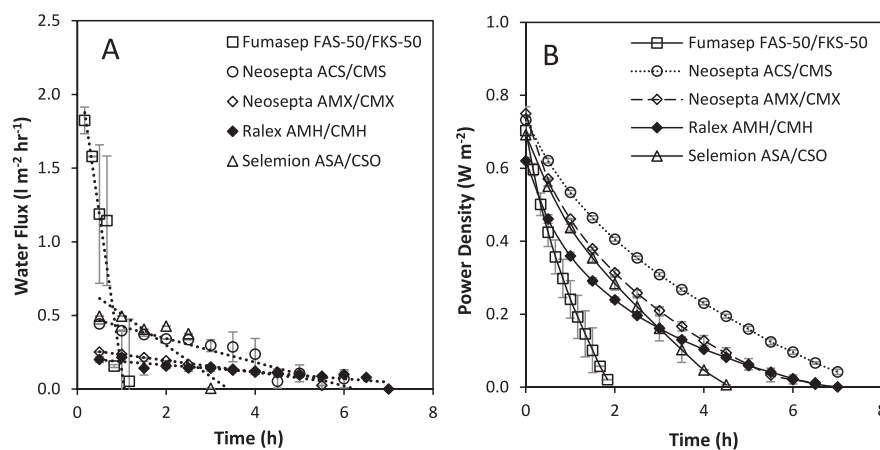 A
Fumasep FAS-50/FKS-50
Neosepta ACS/CMS
Neosepta AMX/CMX
Ralex AMH/CMH
Selemion ASA/CSO
Water Flux (l m⁻² hr⁻¹)
2.5
2.0
1.5
1.0
0.5
0.0
0 2 4 6 8
Time (h)
B
Fumasep FAS-50/FKS-50
Neosepta ACS/CMS
Neosepta AMX/CMX
Ralex AMH/CMH
Selemion ASA/CSO
Power Density (W m⁻²)
1.0
0.8
0.6
0.4
0.2
0.0
0 2 4 6 8
Time (h)